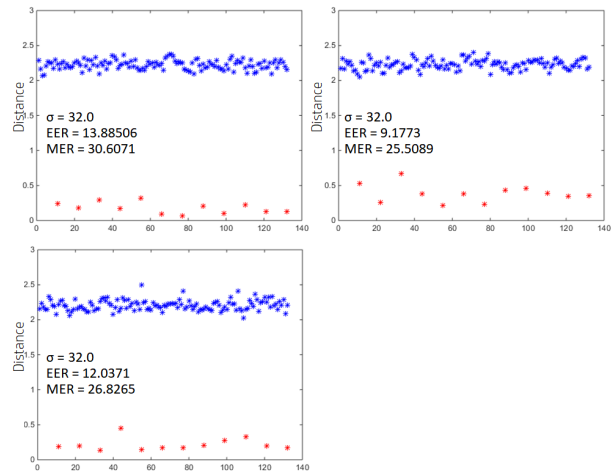 3
2.5
2
1.5
1
0.5
0
Distance
σ = 32.0
EER = 13.88506
MER = 30.6071
0 20 40 60 80 100 120 140
3
2.5
2
1.5
1
0.5
0
Distance
σ = 32.0
EER = 9.1773
MER = 25.5089
0 20 40 60 80 100 120 140
3
2.5
2
1.5
1
0.5
0
Distance
σ = 32.0
EER = 12.0371
MER = 26.8265
0 20 40 60 80 100 120 140